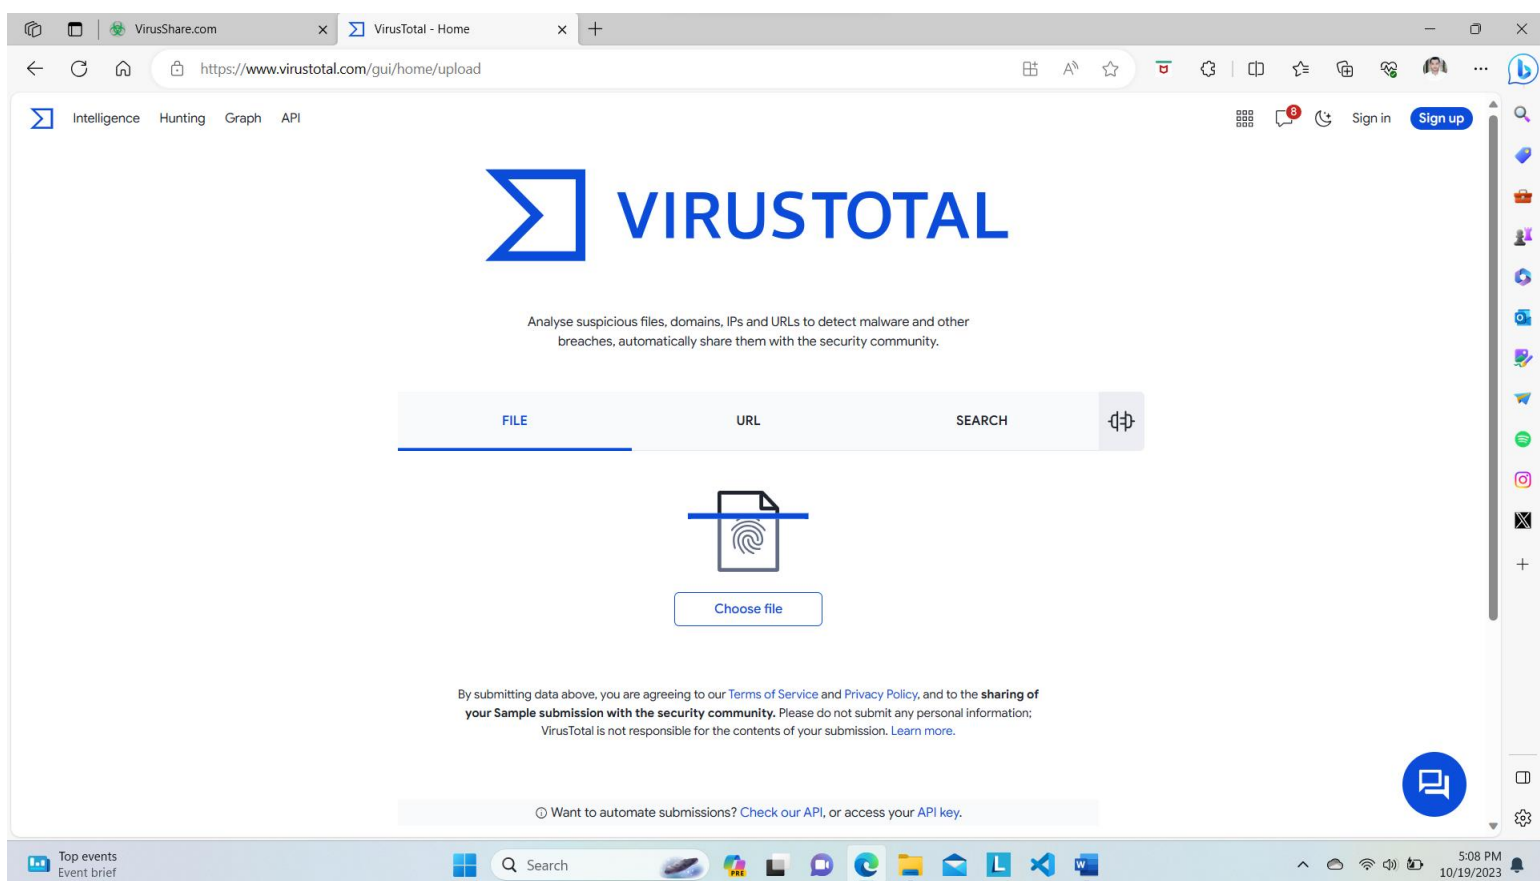 VirusShare.com
VirusTotal - Home
https://www.virustotal.com/gui/home/upload
Intelligence Hunting Graph API
8
Sign in
Sign up
VIRUSTOTAL
Analyse suspicious files, domains, IPs and URLs to detect malware and other
breaches, automatically share them with the security community.
FILE
URL
SEARCH
Choose file
By submitting data above, you are agreeing to our Terms of Service and Privacy Policy, and to the sharing of
your Sample submission with the security community. Please do not submit any personal information;
VirusTotal is not responsible for the contents of your submission. Learn more.
Want to automate submissions? Check our API, or access your API key.
Top events
Event brief
Search
PRE
L
5:08 PM
10/19/2023